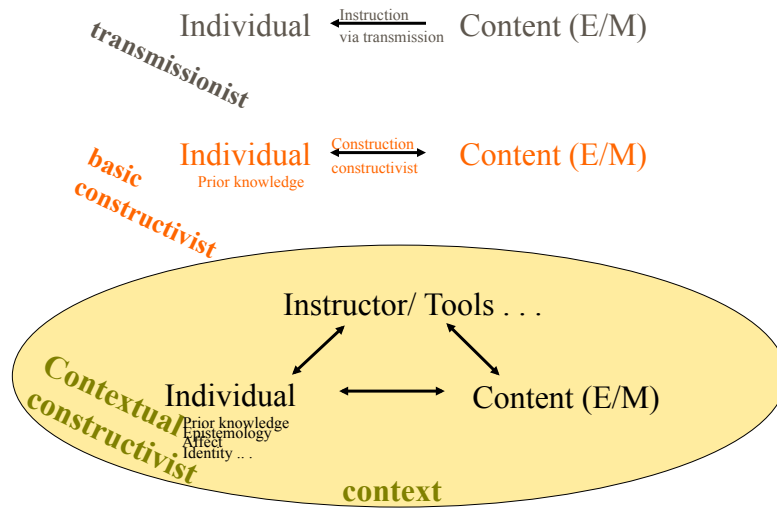 Individual
Instruction
via transmission
Content (E/M)
transmissionist
Individual
Prior knowledge
Construction
constructivist
Content (E/M)
basic
constructivist
Instructor/ Tools . . .
Individual
Prior knowledge
Epistemology
Affect
Identity .. .
Content (E/M)
Contextual
constructivist
context